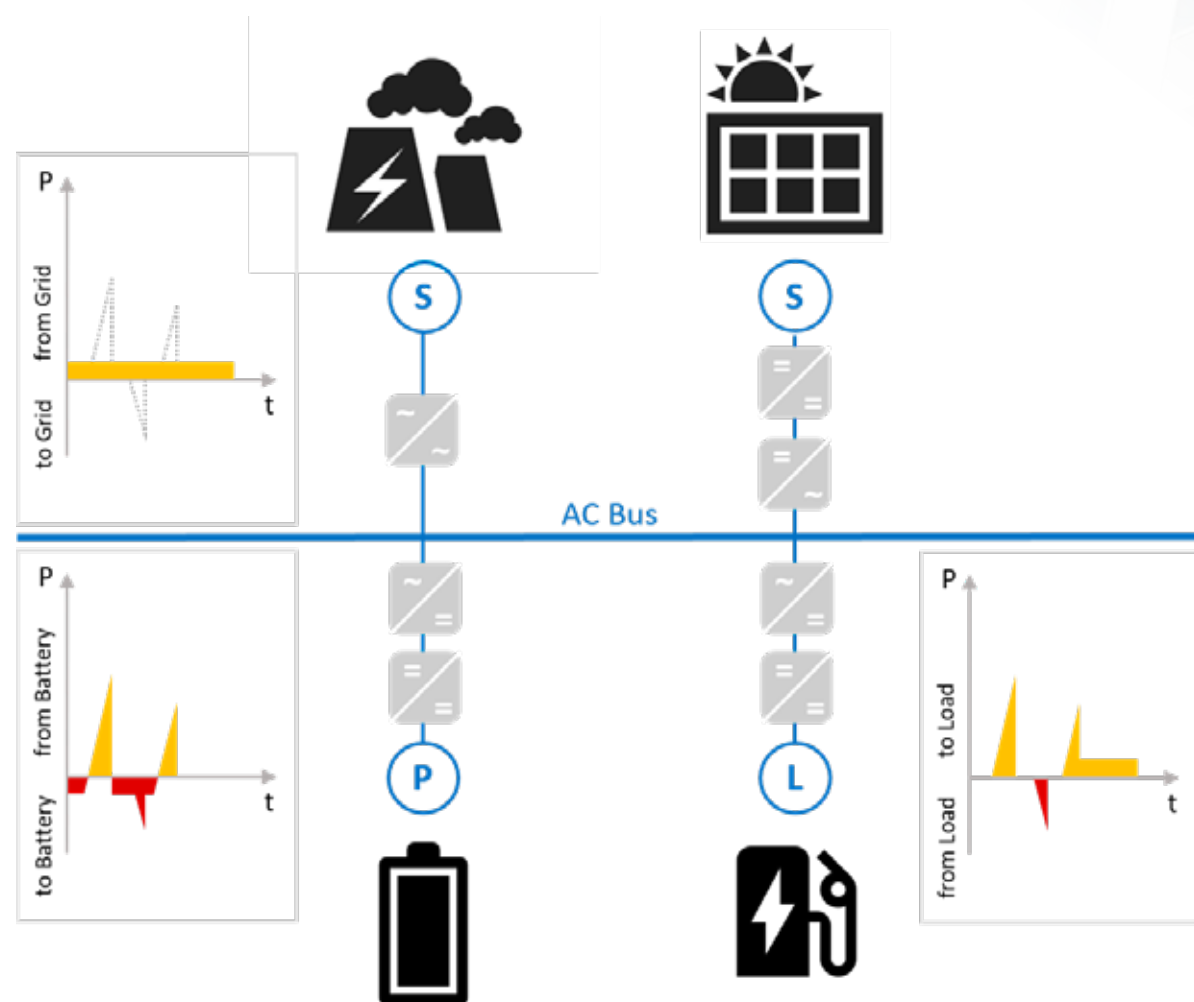 S
S
P
from Grid
to Grid
t
~
~
=
=
=
~
AC Bus
P
from Battery
to Battery
t
~
=
=
=
P
~
=
=
=
L
P
to Load
from Load
t